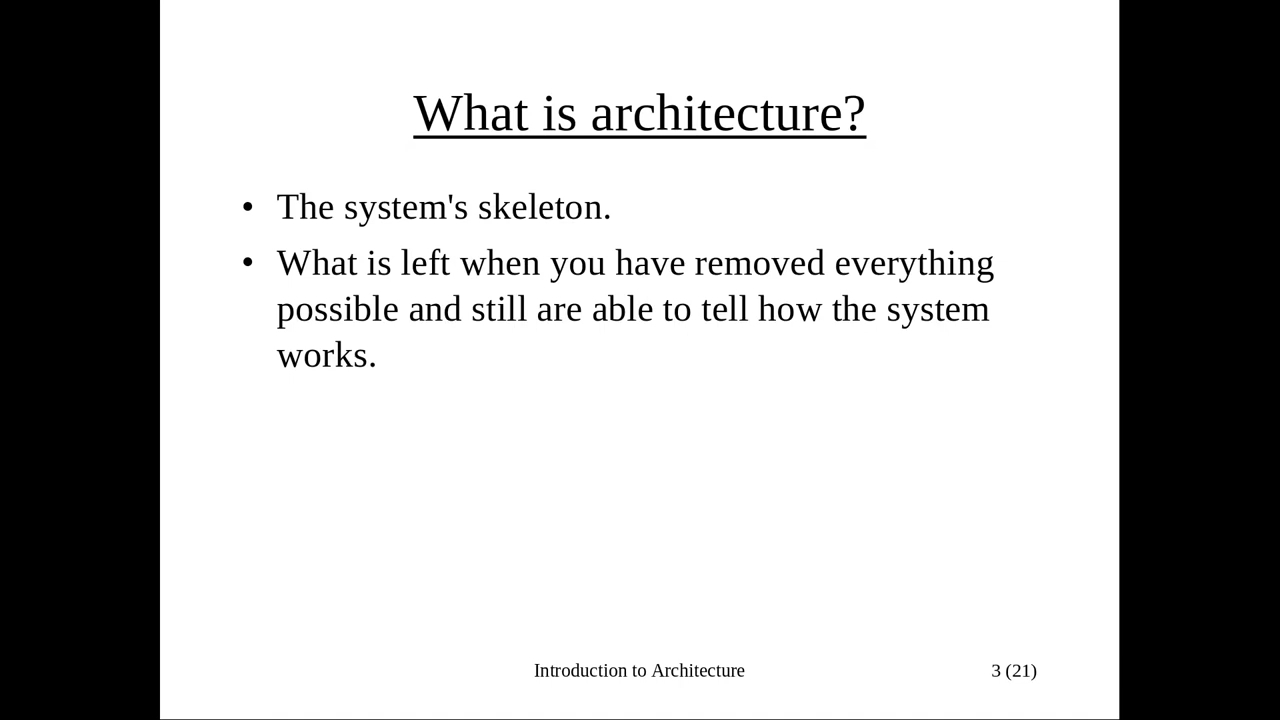 What is architecture?
• The system's skeleton.
• What is left when you have removed everything
possible and still are able to tell how the system
works.
Introduction to Architecture
3 (21)